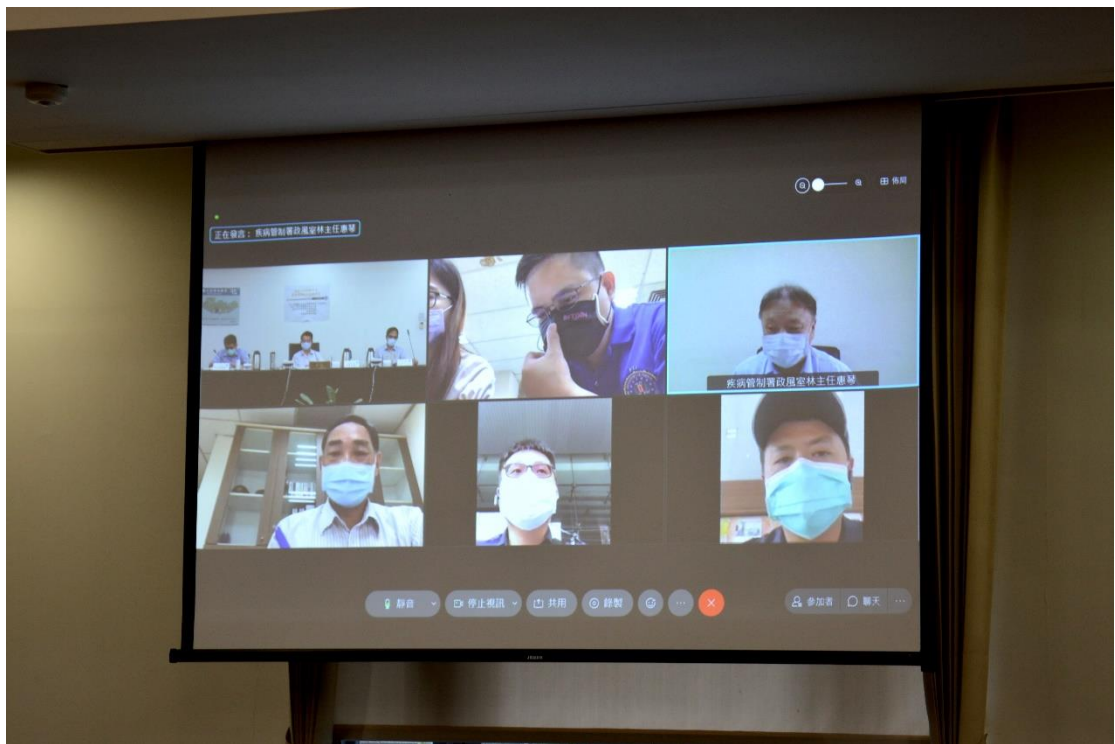 佈局
正在發言： 疾病管制署政風室林主任惠琴
疾病管制署政風室林主任惠琴
靜音
停止視訊
共用
錄製
參加者
聊天